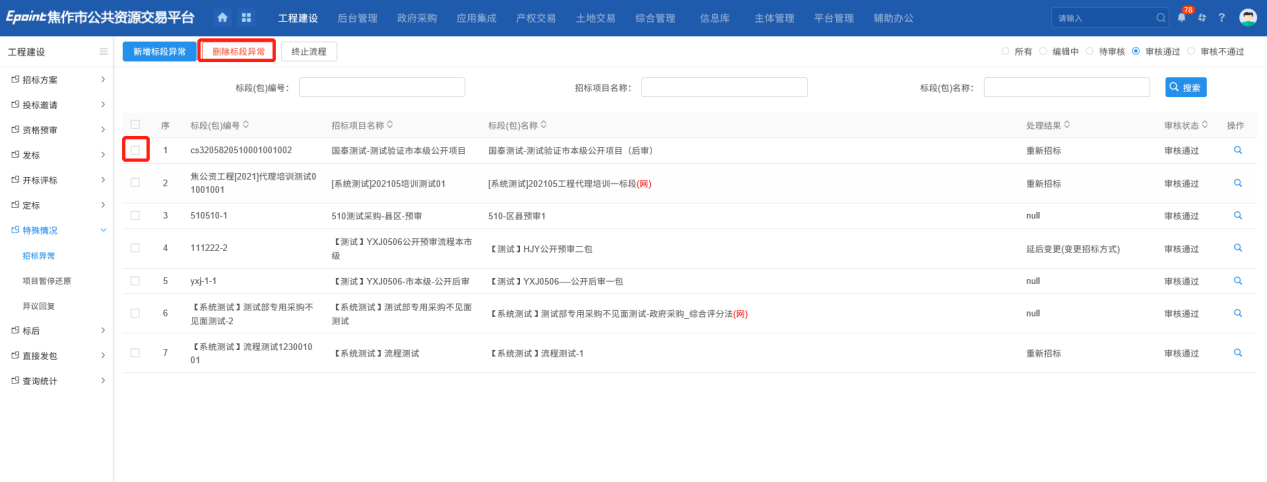 Epoint焦作市公共资源交易平台 工程建设 后台管理 政府采购 应用集成 产权交易 土地交易 综合管理 信息库 主体管理 平台管理 辅助办公 请输入 78 ?
工程建设 新增标段异常 删除标段异常 终止流程 所有 编辑中 待审核 审核通过 审核不通过
招标方案
投标邀请
资格预审
发标
开标评标
定标
特殊情况
招标异常
项目暂停还原
异议回复
标后
直接发包
查询统计
标段(包)编号: 招标项目名称: 标段(包)名称: 搜索
序 标段(包)编号 招标项目名称 标段(包)名称 处理结果 审核状态 操作
1 cs3205820510001001002 国泰测试-测试验证市本级公开项目 国泰测试-测试验证市本级公开项目（后审） 重新招标 审核通过
2 焦公资工程[2021]代理培训测试0
1001001 [系统测试]202105培训测试01 [系统测试]202105工程代理培训一标段(网) 重新招标 审核通过
3 510510-1 510测试采购-县区-预审 510-区县预审1 null 审核通过
4 111222-2 【测试】YXJ0506公开预审流程本市
级 【测试】HJY公开预审二包 延后变更(变更招标方式) 审核通过
5 yxj-1-1 【测试】YXJ0506-市本级-公开后审 【测试】YXJ0506-—公开后审一包 null 审核通过
6 【系统测试】测试部专用采购不
见面测试-2 【系统测试】测试部专用采购不见面
测试 【系统测试】测试部专用采购不见面测试-政府采购_综合评分法(网) null 审核通过
7 【系统测试】流程测试1230010
01 【系统测试】流程测试 【系统测试】流程测试-1 重新招标 审核通过